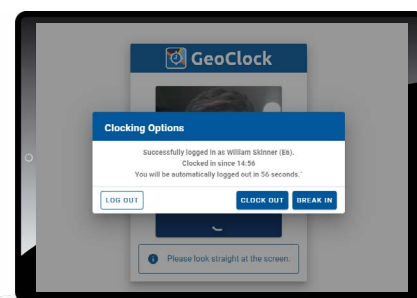 GeoClock
Clocking Options
Successfully logged in as William Skinner (E6).
Clocked in since 14:56
You will be automatically logged out in 56 seconds.`
LOG OUT
CLOCK OUT
BREAK IN
Please look straight at the screen.